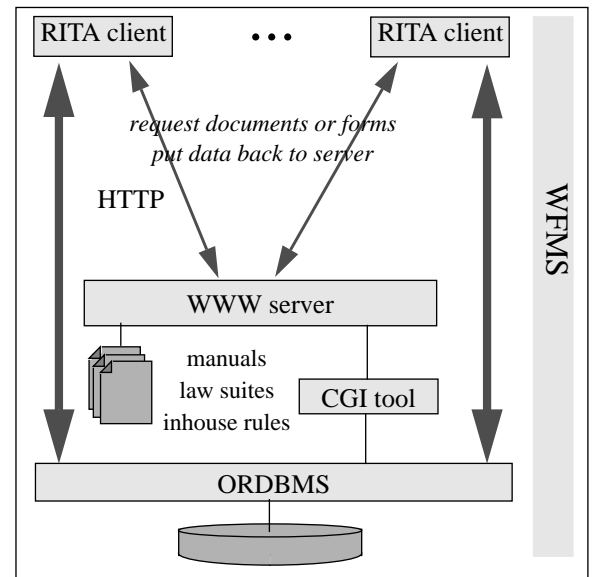 RITA client
• • •
RITA client
request documents or forms
put data back to server
HTTP
WFMS
WWW server
manuals
law suites
inhouse rules
CGI tool
ORDBMS